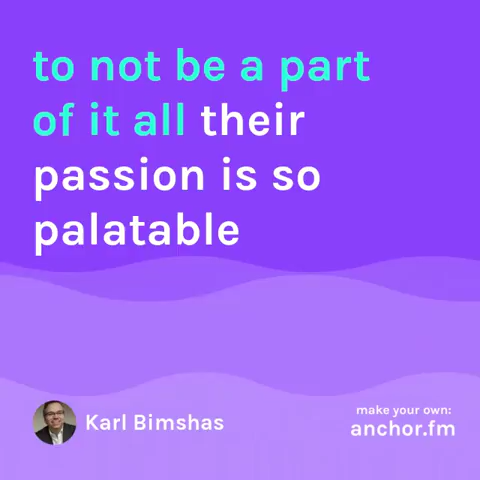 to not be a part
of it all their
passion is so
palatable
Karl Bimshas
make your own:
anchor.fm